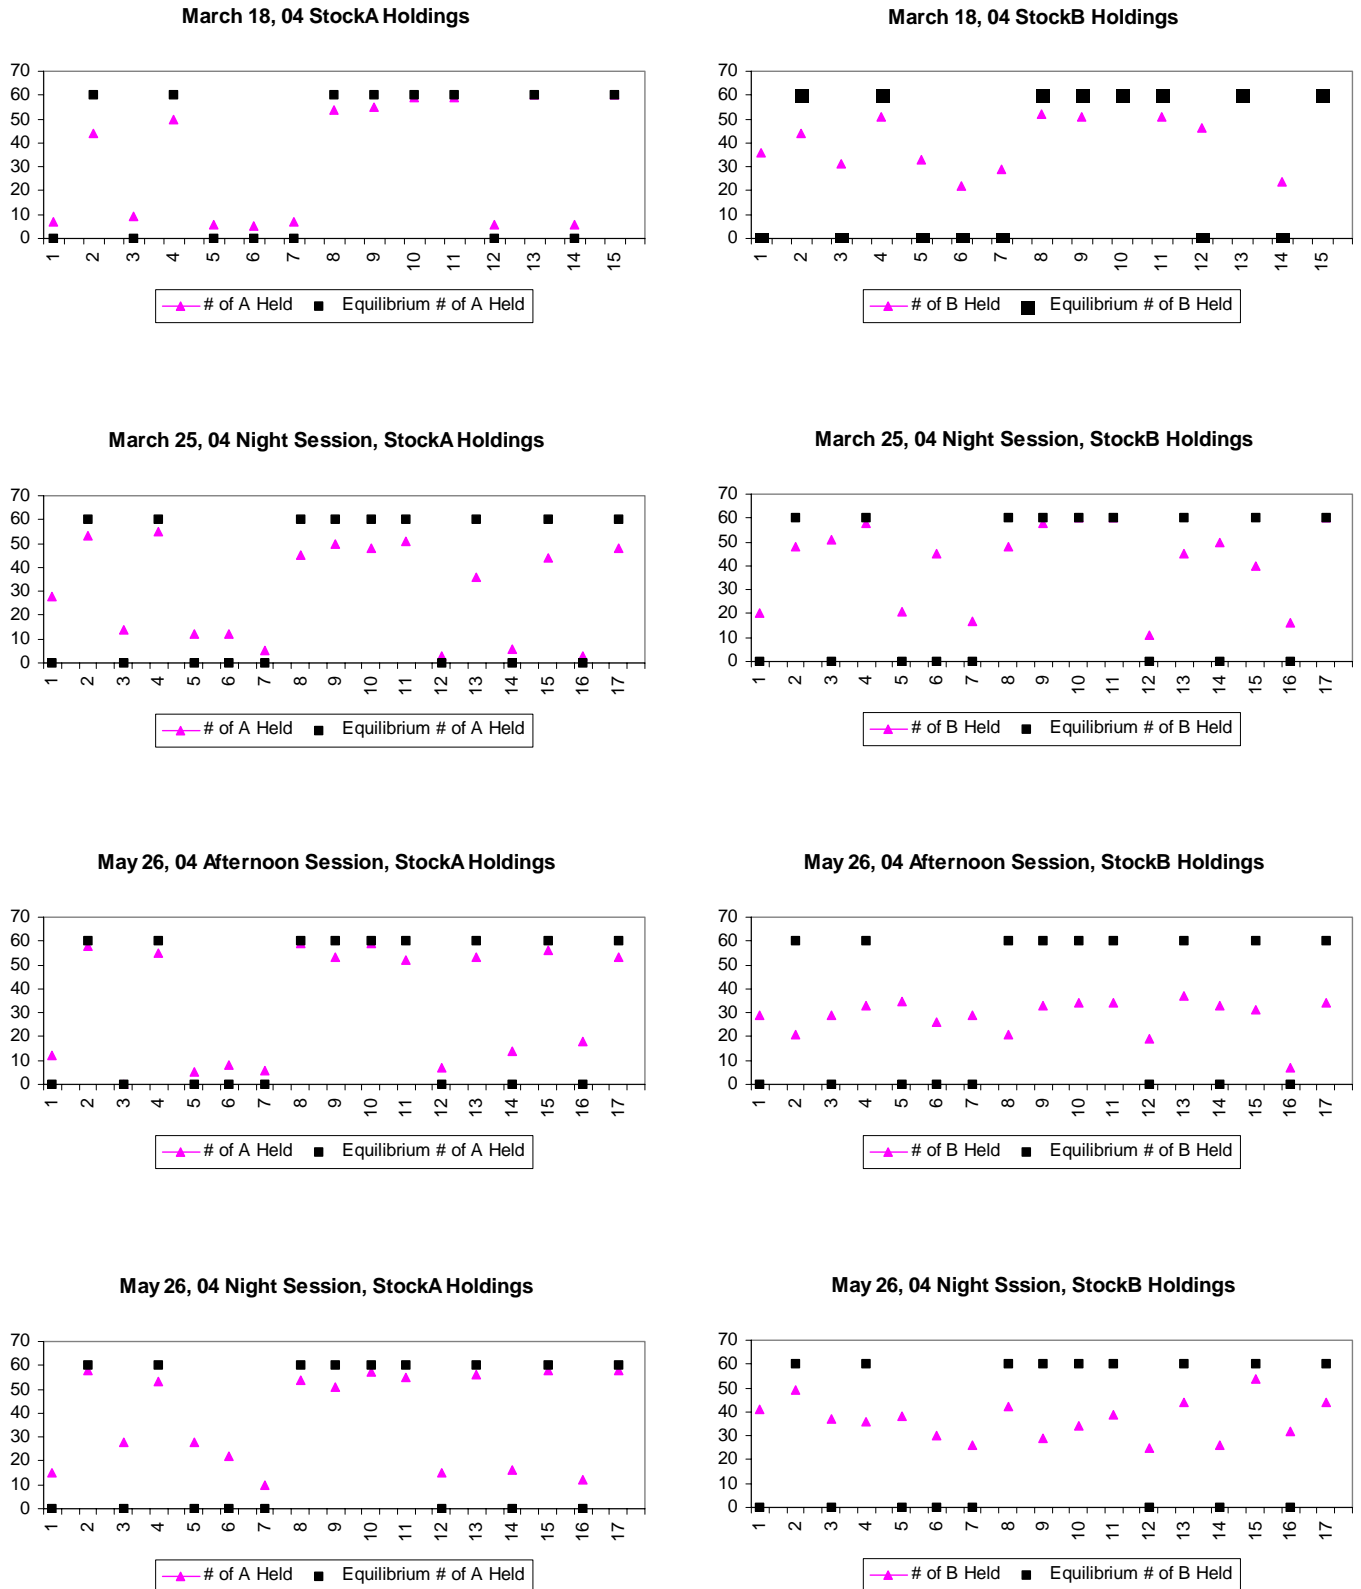 March 18, 04 StockA Holdings
70
60
50
40
30
20
10
0
1 2 3 4 5 6 7 8 9 10 11 12 13 14 15
# of A Held Equilibrium # of A Held
March 18, 04 StockB Holdings
70
60
50
40
30
20
10
0
1 2 3 4 5 6 7 8 9 10 11 12 13 14 15
# of B Held Equilibrium # of B Held
March 25, 04 Night Session, StockA Holdings
70
60
50
40
30
20
10
0
1 2 3 4 5 6 7 8 9 10 11 12 13 14 15 16 17
# of A Held Equilibrium # of A Held
March 25, 04 Night Session, StockB Holdings
70
60
50
40
30
20
10
0
1 2 3 4 5 6 7 8 9 10 11 12 13 14 15 16 17
# of B Held Equilibrium # of B Held
May 26, 04 Afternoon Session, StockA Holdings
70
60
50
40
30
20
10
0
1 2 3 4 5 6 7 8 9 10 11 12 13 14 15 16 17
# of A Held Equilibrium # of A Held
May 26, 04 Afternoon Session, StockB Holdings
70
60
50
40
30
20
10
0
1 2 3 4 5 6 7 8 9 10 11 12 13 14 15 16 17
# of B Held Equilibrium # of B Held
May 26, 04 Night Session, StockA Holdings
70
60
50
40
30
20
10
0
1 2 3 4 5 6 7 8 9 10 11 12 13 14 15 16 17
# of A Held Equilibrium # of A Held
May 26, 04 Night Sssion, StockB Holdings
70
60
50
40
30
20
10
0
1 2 3 4 5 6 7 8 9 10 11 12 13 14 15 16 17
# of B Held Equilibrium # of B Held